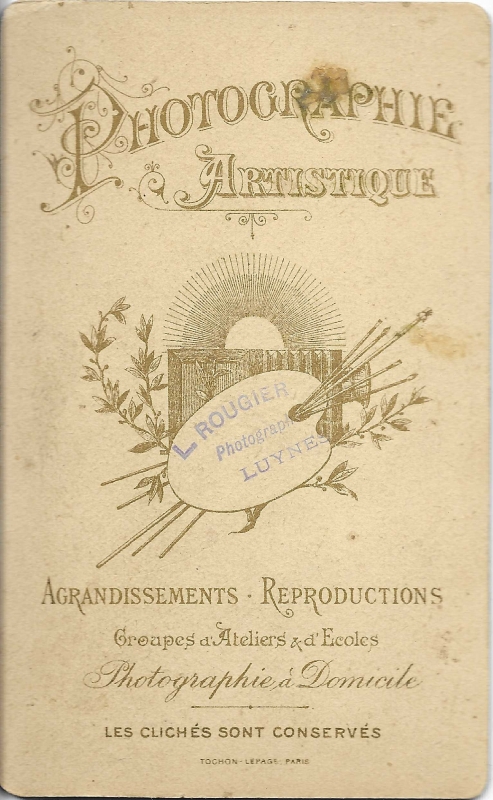 PHOTOGRAPHIE
ARTISTIQUE
L ROUGIER
Photographe
LUYNES
AGRANDISSEMENTS - REPRODUCTIONS
Groupes d'Ateliers & d'Ecoles
Photographie à Domicile
LES CLICHÉS SONT CONSERVÉS
TOCHON-LEPAGE, PARIS